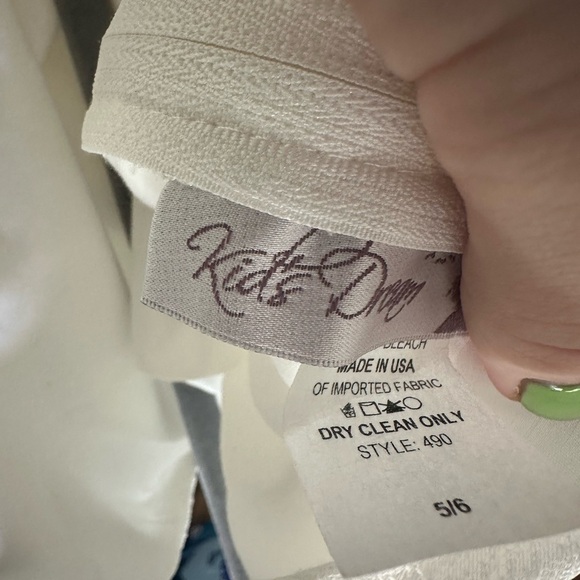 Kid's Dream
BLEACH
MADE IN USA
OF IMPORTED FABRIC
DRY CLEAN ONLY
STYLE: 490
5/6